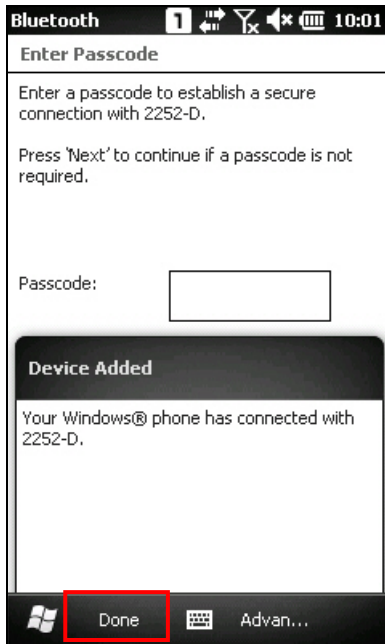 Bluetooth 1 10:01
Enter Passcode
Enter a passcode to establish a secure
connection with 2252-D.
Press 'Next' to continue if a passcode is not
required.
Passcode:
Device Added
Your Windows® phone has connected with
2252-D.
Done Advan...